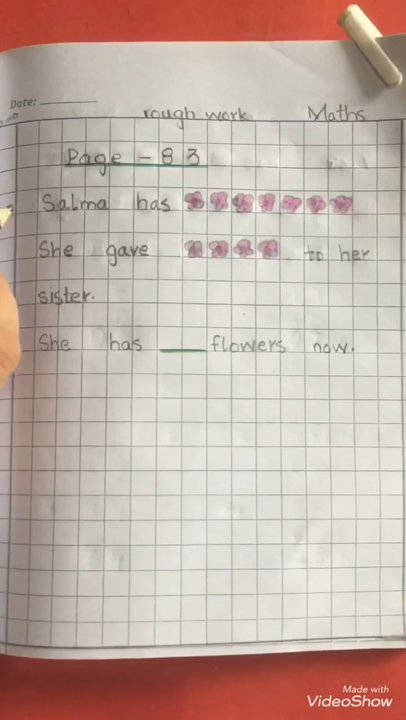 Date:
rough work Maths
Page - 83
Salma has
She gave to her
sister.
She has ___ flowers now.
Made with
VideoShow